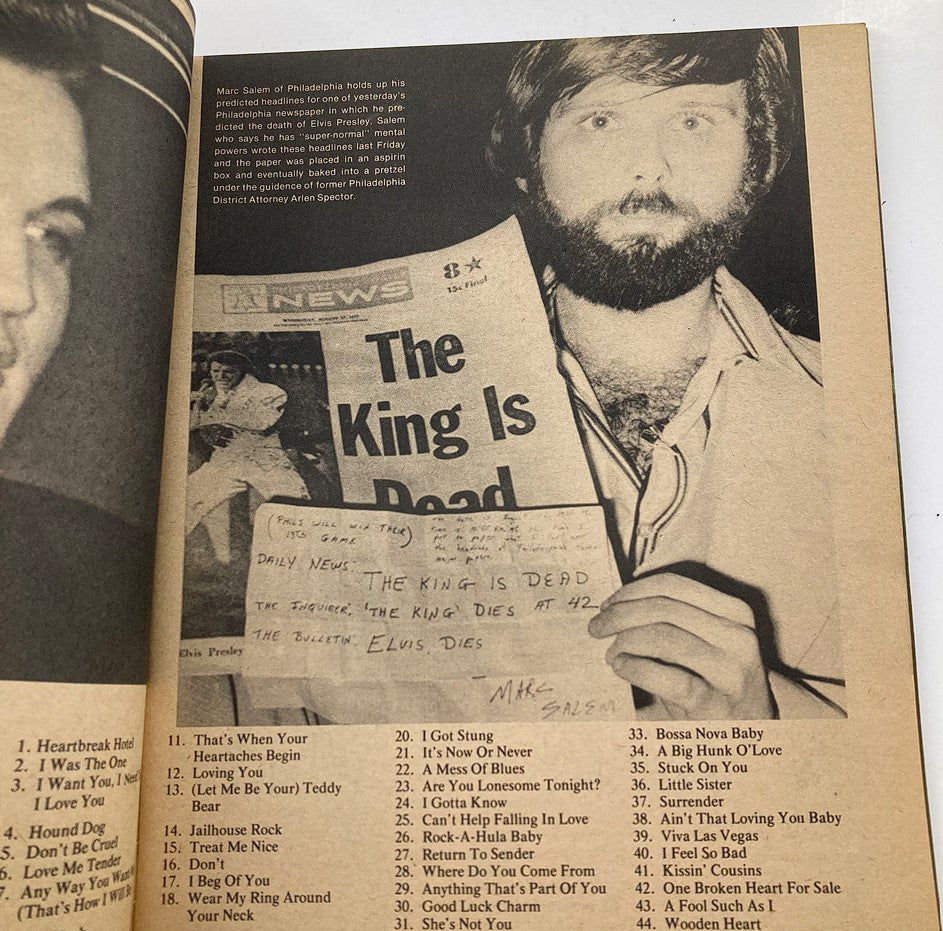 Marc Salem of Philadelphia holds up his
predicted headlines for one of yesterday's
Philadelphia newspaper in which he pre-
dicted the death of Elvis Presley. Salem
who says he has "super-normal" mental
powers wrote these headlines last Friday
and the paper was placed in an aspirin
box and eventually baked into a pretzel
under the guidence of former Philadelphia
District Attorney Arlen Spector.
NEWS
8★
15c Final
The
King Is
Dead
Elvis Presley
(PHILS WILL WIN THEIR
GAME)
DAILY NEWS:
THE KING IS DEAD
THE INQUIRER, 'THE KING' DIES AT 42
THE BULLETIN. ELVIS DIES
MARC
SALEM
1. Heartbreak Hotel
2. I Was The One
3. I Want You, I Need
I Love You
4. Hound Dog
5. Don't Be Cruel
6. Love Me Tender
7. Any Way You Want
(That's How I Will Be
11. That's When Your
Heartaches Begin
12. Loving You
13. (Let Me Be Your) Teddy
Bear
14. Jailhouse Rock
15. Treat Me Nice
16. Don't
17. I Beg Of You
18. Wear My Ring Around
Your Neck
20. I Got Stung
21. It's Now Or Never
22. A Mess Of Blues
23. Are You Lonesome Tonight?
24. I Gotta Know
25. Can't Help Falling In Love
26. Rock-A-Hula Baby
27. Return To Sender
28. Where Do You Come From
29. Anything That's Part Of You
30. Good Luck Charm
31. She's Not You
33. Bossa Nova Baby
34. A Big Hunk O'Love
35. Stuck On You
36. Little Sister
37. Surrender
38. Ain't That Loving You Baby
39. Viva Las Vegas
40. I Feel So Bad
41. Kissin' Cousins
42. One Broken Heart For Sale
43. A Fool Such As I
44. Wooden Heart